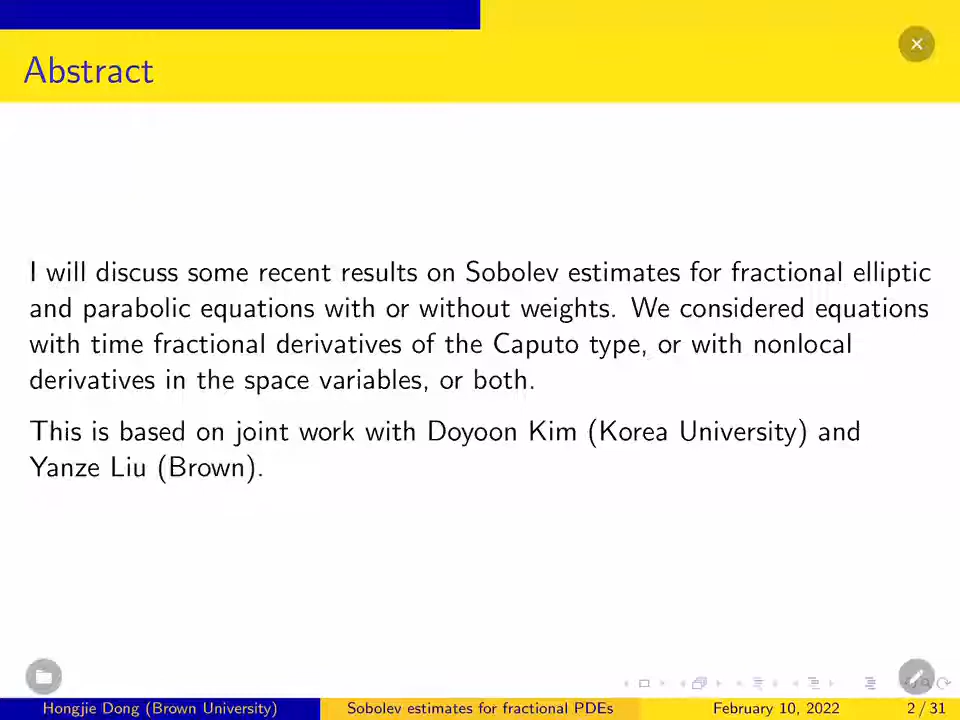 Abstract
I will discuss some recent results on Sobolev estimates for fractional elliptic
and parabolic equations with or without weights. We considered equations
with time fractional derivatives of the Caputo type, or with nonlocal
derivatives in the space variables, or both.
This is based on joint work with Doyoon Kim (Korea University) and
Yanze Liu (Brown).
Hongjie Dong (Brown University) Sobolev estimates for fractional PDEs February 10, 2022 2 / 31